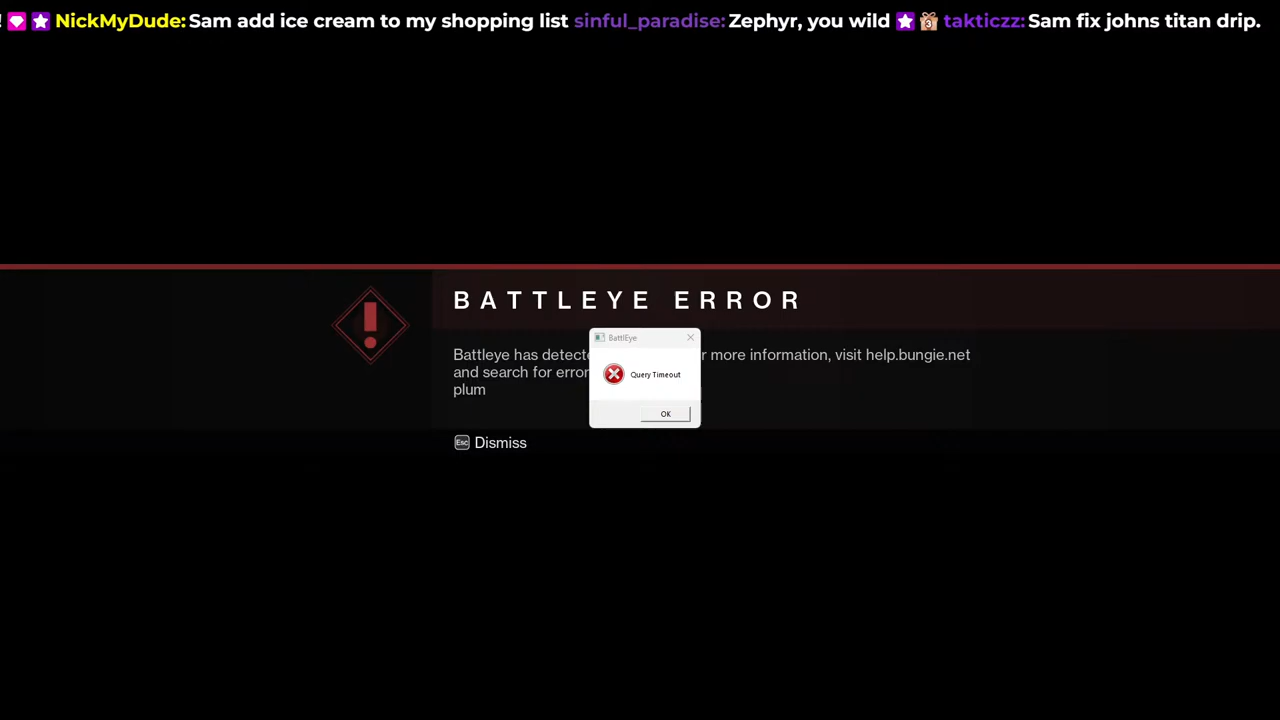 NickMyDude: Sam add ice cream to my shopping list sinful_paradise: Zephyr, you wild takticzz: Sam fix johns titan drip.
BATTLEYE ERROR
BattlEye
Battleye has detect r more information, visit help.bungie.net
Query Timeout
and search for error
plum
OK
Esc Dismiss